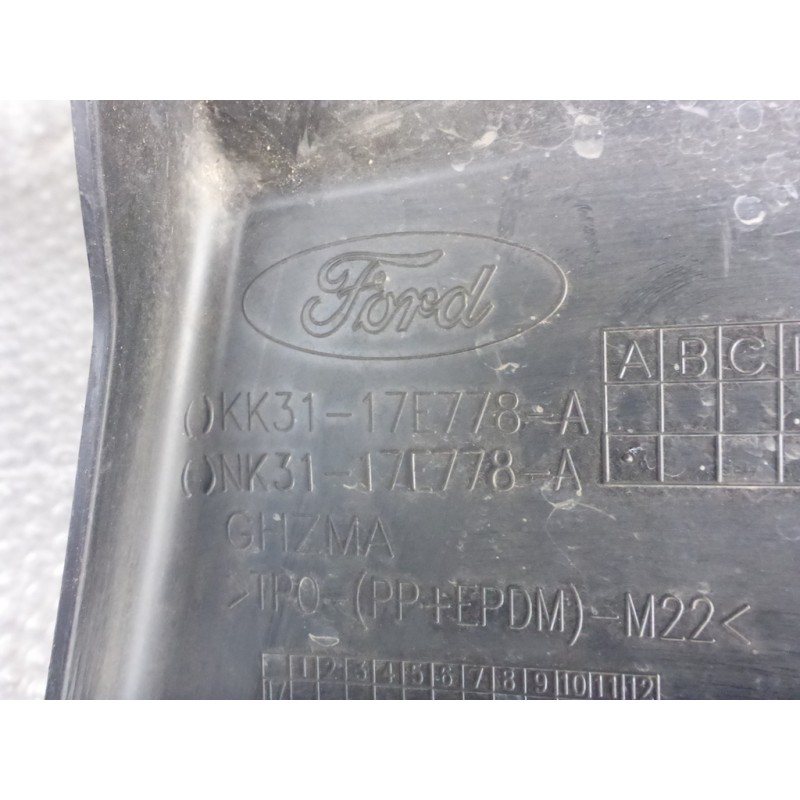 Ford
A B C
()KK31-17E778-A
()NK31-17E778-A
GHZMA
>TPO-(PP+EPDM)-M22<
1 2 3 4 5 6 7 8 9 10 11 12
17